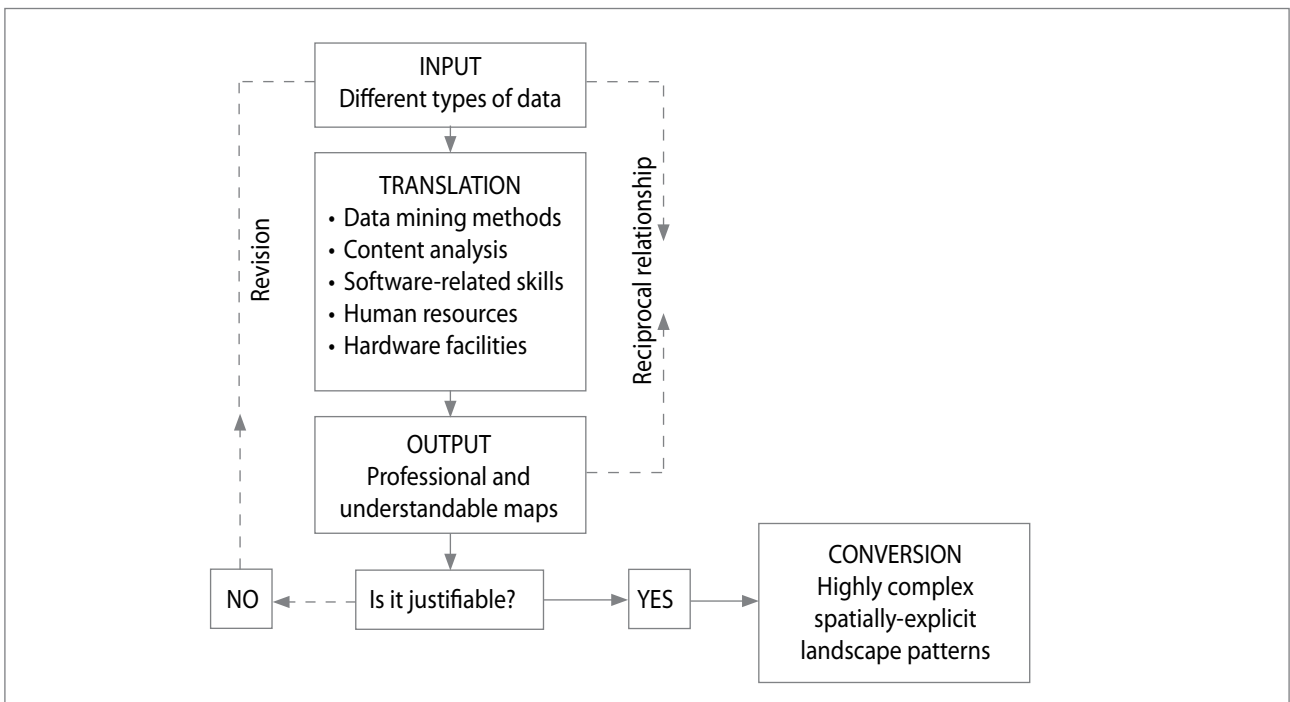 INPUT
Different types of data
TRANSLATION
• Data mining methods
• Content analysis
• Software-related skills
• Human resources
• Hardware facilities
Revision
Reciprocal relationship
OUTPUT
Professional and
understandable maps
NO
Is it justifiable?
YES
CONVERSION
Highly complex
spatially-explicit
landscape patterns